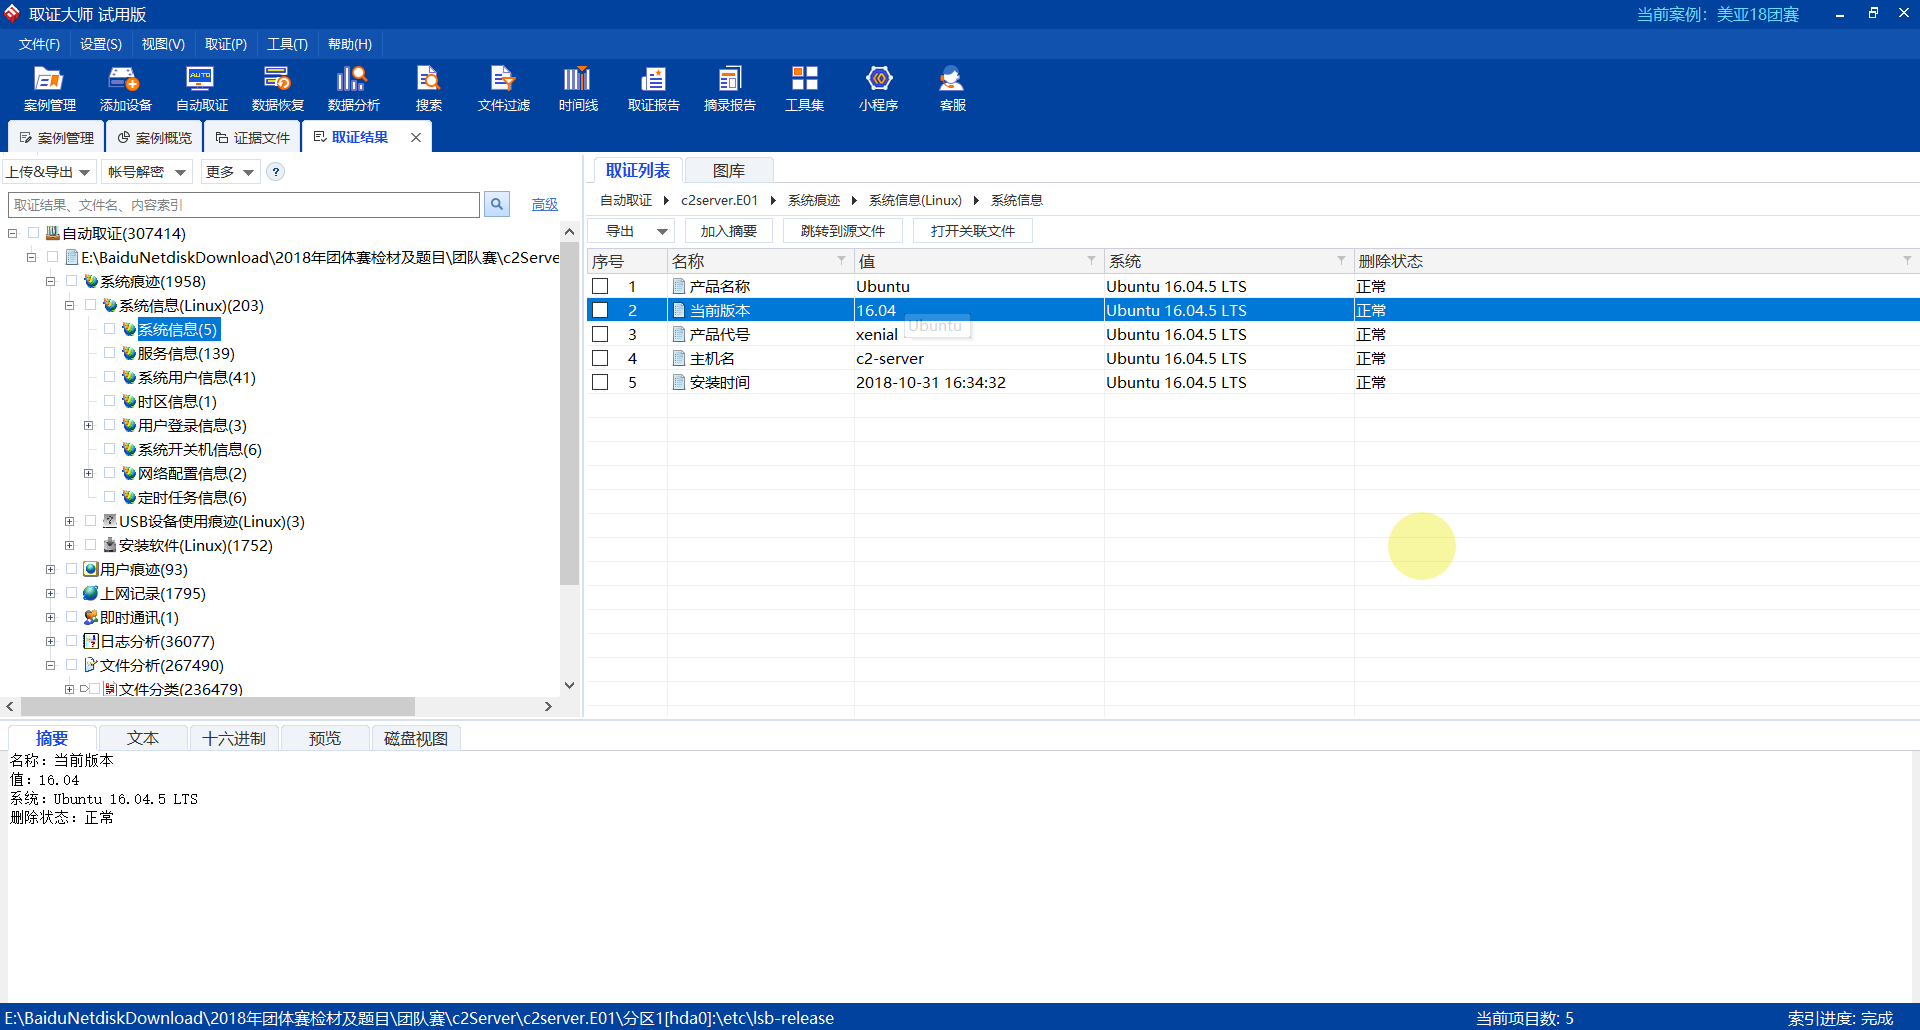 取证大师 试用版
当前案例：美亚18团赛
文件(F) 设置(S) 视图(V) 取证(P) 工具(T) 帮助(H)
案例管理 添加设备 自动取证 数据恢复 数据分析 搜索 文件过滤 时间线 取证报告 摘录报告 工具集 小程序 客服
案例管理 案例概览 证据文件 取证结果
上传&导出 帐号解密 更多 ?
取证结果、文件名、内容索引
高级
自动取证(307414)
E:\BaiduNetdiskDownload\2018年团体赛检材及题目\团队赛\c2Serve
系统痕迹(1958)
系统信息(Linux)(203)
系统信息(5)
服务信息(139)
系统用户信息(41)
时区信息(1)
用户登录信息(3)
系统开关机信息(6)
网络配置信息(2)
定时任务信息(6)
USB设备使用痕迹(Linux)(3)
安装软件(Linux)(1752)
用户痕迹(93)
上网记录(1795)
即时通讯(1)
日志分析(36077)
文件分析(267490)
文件分类(236479)
取证列表 图库
自动取证 c2server.E01 系统痕迹 系统信息(Linux) 系统信息
导出 加入摘要 跳转到源文件 打开关联文件
序号 名称 值 系统 删除状态
1 产品名称 Ubuntu Ubuntu 16.04.5 LTS 正常
2 当前版本 16.04 Ubuntu 16.04.5 LTS 正常
Ubuntu
3 产品代号 xenial Ubuntu 16.04.5 LTS 正常
4 主机名 c2-server Ubuntu 16.04.5 LTS 正常
5 安装时间 2018-10-31 16:34:32 Ubuntu 16.04.5 LTS 正常
摘要 文本 十六进制 预览 磁盘视图
名称：当前版本
值：16.04
系统：Ubuntu 16.04.5 LTS
删除状态：正常
E:\BaiduNetdiskDownload\2018年团体赛检材及题目\团队赛\c2Server\c2server.E01\分区1[hda0]:\etc\lsb-release
当前项目数: 5
索引进度: 完成